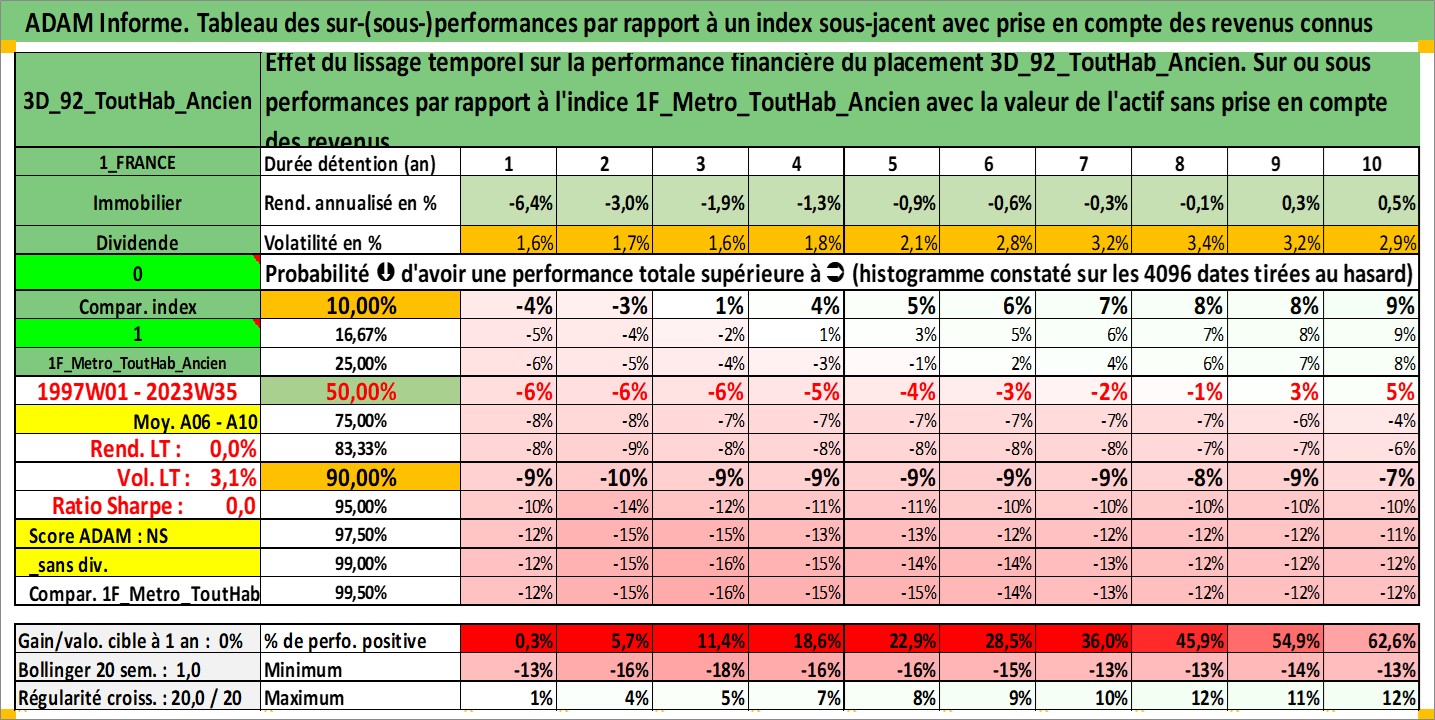 ADAM Informe. Tableau des sur-(sous-)performances par rapport à un index sous-jacent avec prise en compte des revenus connus
3D_92_ToutHab_Ancien
Effet du lissage temporel sur la performance financière du placement 3D_92_ToutHab_Ancien. Sur ou sous
performances par rapport à l'indice 1F_Metro_ToutHab_Ancien avec la valeur de l'actif sans prise en compte
des revenus
1_FRANCE Durée détention (an) 1 2 3 4 5 6 7 8 9 10
Immobilier Rend. annualisé en % -6,4% -3,0% -1,9% -1,3% -0,9% -0,6% -0,3% -0,1% 0,3% 0,5%
Dividende Volatilité en % 1,6% 1,7% 1,6% 1,8% 2,1% 2,8% 3,2% 3,4% 3,2% 2,9%
0 Probabilité d'avoir une performance totale supérieure à (histogramme constaté sur les 4096 dates tirées au hasard)
Compar. index 10,00% -4% -3% 1% 4% 5% 6% 7% 8% 8% 9%
1 16,67% -5% -4% -2% 1% 3% 5% 6% 7% 8% 9%
1F_Metro_ToutHab_Ancien 25,00% -6% -5% -4% -3% -1% 2% 4% 6% 7% 8%
1997W01 - 2023W35 50,00% -6% -6% -6% -5% -4% -3% -2% -1% 3% 5%
Moy. A06 - A10 75,00% -8% -8% -7% -7% -7% -7% -7% -7% -6% -4%
Rend. LT : 0,0% 83,33% -8% -9% -8% -8% -8% -8% -8% -7% -7% -6%
Vol. LT : 3,1% 90,00% -9% -10% -9% -9% -9% -9% -9% -8% -9% -7%
Ratio Sharpe : 0,0 95,00% -10% -14% -12% -11% -11% -10% -10% -10% -10% -10%
Score ADAM : NS 97,50% -12% -15% -15% -13% -13% -12% -12% -12% -12% -11%
_sans div. 99,00% -12% -15% -16% -15% -14% -14% -13% -12% -12% -12%
Compar. 1F_Metro_ToutHab 99,50% -12% -15% -16% -15% -15% -14% -13% -12% -12% -12%
Gain/valo. cible à 1 an : 0% % de perfo. positive 0,3% 5,7% 11,4% 18,6% 22,9% 28,5% 36,0% 45,9% 54,9% 62,6%
Bollinger 20 sem. : 1,0 Minimum -13% -16% -18% -16% -16% -15% -13% -13% -14% -13%
Régularité croiss. : 20,0 / 20 Maximum 1% 4% 5% 7% 8% 9% 10% 12% 11% 12%